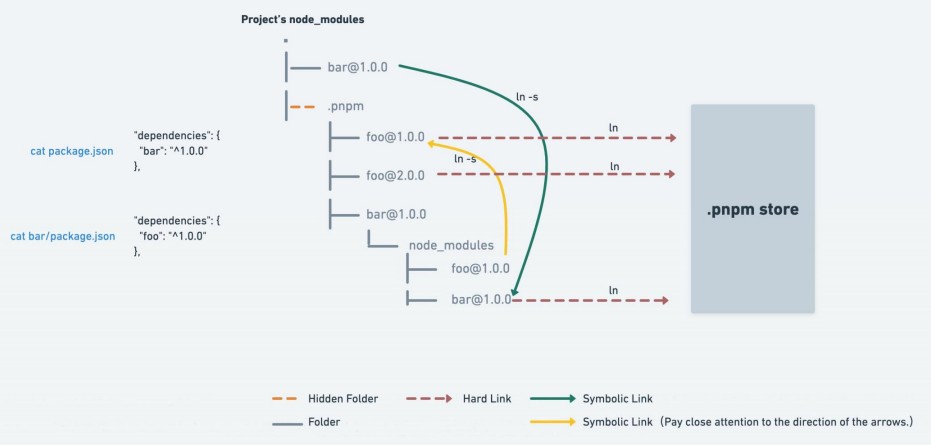 Project's node_modules
bar@1.0.0
ln -s
.pnpm
foo@1.0.0
ln
ln -s
foo@2.0.0
ln
bar@1.0.0
node_modules
foo@1.0.0
bar@1.0.0
ln
.pnpm store
cat package.json
"dependencies": {
"bar": "^1.0.0"
},
cat bar/package.json
"dependencies": {
"foo": "^1.0.0"
},
Hidden Folder
Hard Link
Symbolic Link
Folder
Symbolic Link (Pay close attention to the direction of the arrows.)